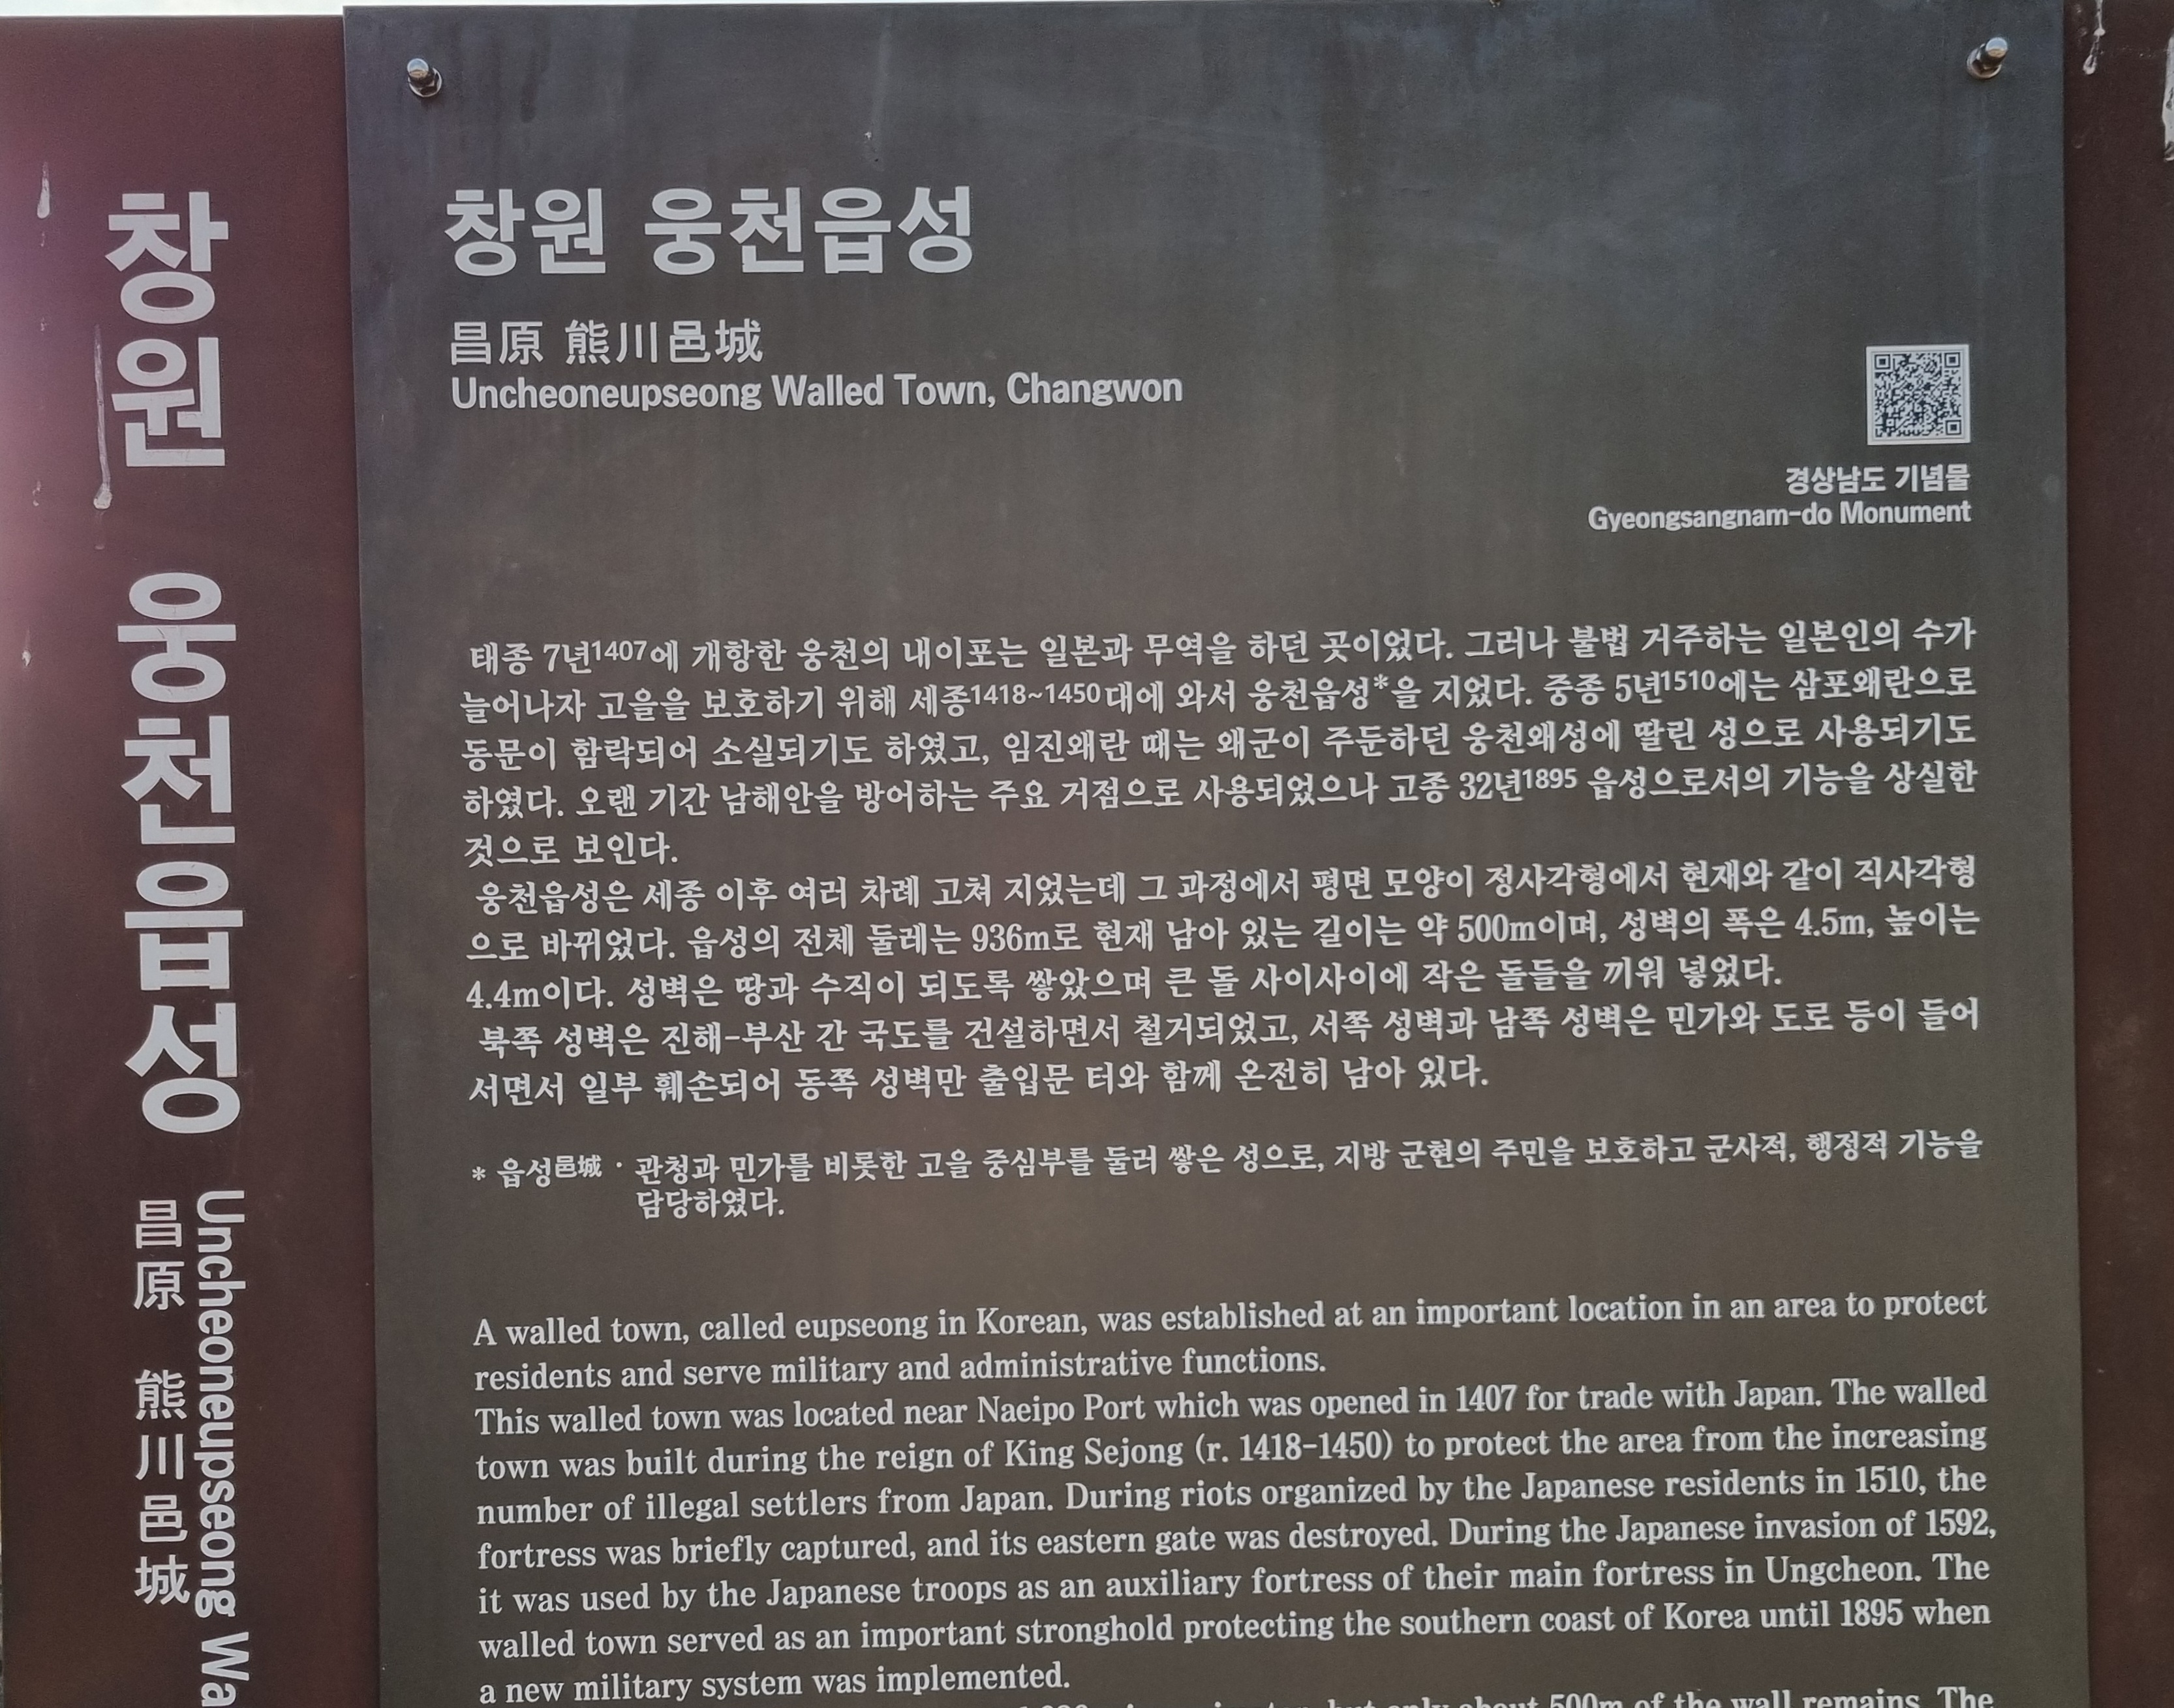 창원 웅천읍성
昌原 熊川邑城
Uncheoneupseong Wa
창원 웅천읍성
昌原 熊川邑城
Uncheoneupseong Walled Town, Changwon
경상남도 기념물
Gyeongsangnam-do Monument
태종 7년1407에 개항한 웅천의 내이포는 일본과 무역을 하던 곳이었다. 그러나 불법 거주하는 일본인의 수가
늘어나자 고을을 보호하기 위해 세종1418~1450대에 와서 웅천읍성*을 지었다. 중종 5년1510에는 삼포왜란으로
동문이 함락되어 소실되기도 하였고, 임진왜란 때는 왜군이 주둔하던 웅천왜성에 딸린 성으로 사용되기도
하였다. 오랜 기간 남해안을 방어하는 주요 거점으로 사용되었으나 고종 32년1895 읍성으로서의 기능을 상실한
것으로 보인다.
웅천읍성은 세종 이후 여러 차례 고쳐 지었는데 그 과정에서 평면 모양이 정사각형에서 현재와 같이 직사각형
으로 바뀌었다. 읍성의 전체 둘레는 936m로 현재 남아 있는 길이는 약 500m이며, 성벽의 폭은 4.5m, 높이는
4.4m이다. 성벽은 땅과 수직이 되도록 쌓았으며 큰 돌 사이사이에 작은 돌들을 끼워 넣었다.
북쪽 성벽은 진해-부산 간 국도를 건설하면서 철거되었고, 서쪽 성벽과 남쪽 성벽은 민가와 도로 등이 들어
서면서 일부 훼손되어 동쪽 성벽만 출입문 터와 함께 온전히 남아 있다.
* 읍성邑城 · 관청과 민가를 비롯한 고을 중심부를 둘러 쌓은 성으로, 지방 군현의 주민을 보호하고 군사적, 행정적 기능을
담당하였다.
A walled town, called eupseong in Korean, was established at an important location in an area to protect
residents and serve military and administrative functions.
This walled town was located near Naeipo Port which was opened in 1407 for trade with Japan. The walled
town was built during the reign of King Sejong (r. 1418-1450) to protect the area from the increasing
number of illegal settlers from Japan. During riots organized by the Japanese residents in 1510, the
fortress was briefly captured, and its eastern gate was destroyed. During the Japanese invasion of 1592,
it was used by the Japanese troops as an auxiliary fortress of their main fortress in Ungcheon. The
walled town served as an important stronghold protecting the southern coast of Korea until 1895 when
a new military system was implemented.
but only about 500m of the wall remains. The